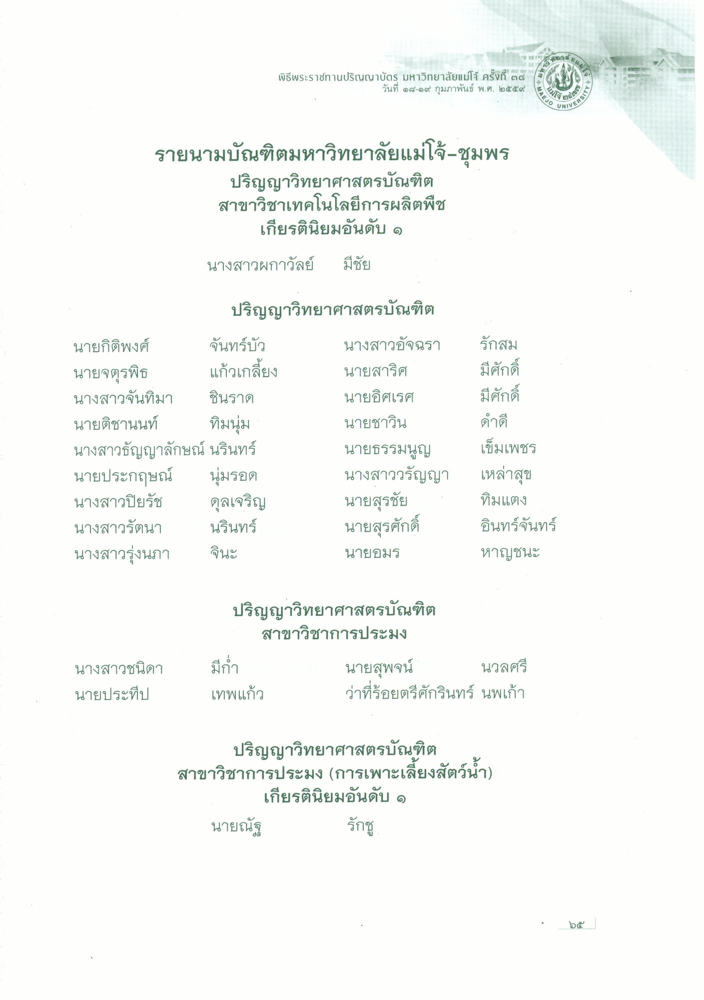 พิธีพระราชทานปริญญาบัตร มหาวิทยาลัยแม่โจ้ ครั้งที่ ๓๘
วันที่ ๑๘-๑๙ กุมภาพันธ์ พ.ศ. ๒๕๕๙
มหาวิทยาลัยแม่โจ้
แม่โจ้ ๒๔๗๗
MAEJO UNIVERSITY
รายนามบัณฑิตมหาวิทยาลัยแม่โจ้-ชุมพร
ปริญญาวิทยาศาสตรบัณฑิต
สาขาวิชาเทคโนโลยีการผลิตพืช
เกียรตินิยมอันดับ ๑
นางสาวผกาวัลย์ มีชัย
ปริญญาวิทยาศาสตรบัณฑิต
นายกิติพงศ์ จันทร์บัว นางสาวอัจฉรา รักสม
นายจตุรพิธ แก้วเกลี้ยง นายสาริศ มีศักดิ์
นางสาวจันทิมา ชินราด นายอิศเรศ มีศักดิ์
นายติชานนท์ ทิมนุ่ม นายชาวิน ดำดี
นางสาวธัญญาลักษณ์ นรินทร์ นายธรรมนูญ เข็มเพชร
นายประกฤษณ์ นุ่มรอด นางสาววรัญญา เหล่าสุข
นางสาวปิยรัช ดุลเจริญ นายสุรชัย ทิมแตง
นางสาวรัตนา นรินทร์ นายสุรศักดิ์ อินทร์จันทร์
นางสาวรุ่งนภา จินะ นายอมร หาญชนะ
ปริญญาวิทยาศาสตรบัณฑิต
สาขาวิชาการประมง
นางสาวชนิดา มีก่ำ นายสุพจน์ นวลศรี
นายประทีป เทพแก้ว ว่าที่ร้อยตรีศักรินทร์ นพเก้า
ปริญญาวิทยาศาสตรบัณฑิต
สาขาวิชาการประมง (การเพาะเลี้ยงสัตว์น้ำ)
เกียรตินิยมอันดับ ๑
นายณัฐ รักชู
๖๕